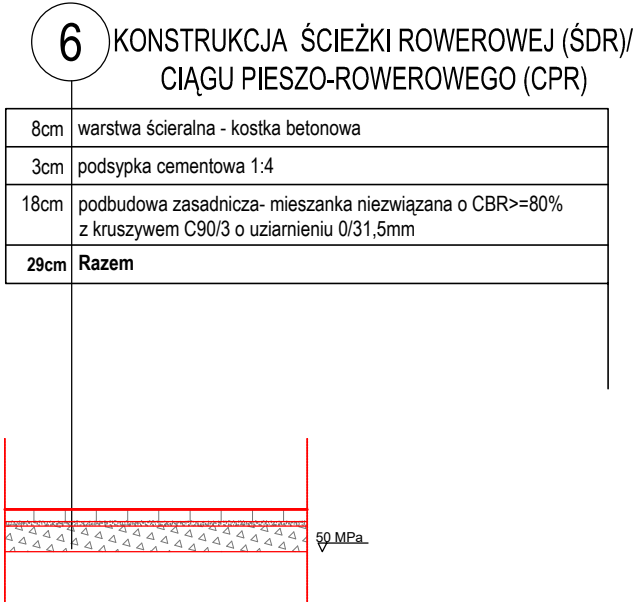 6
KONSTRUKCJA ŚCIEŻKI ROWEROWEJ (ŚDR)/
CIĄGU PIESZO-ROWEROWEGO (CPR)
8cm warstwa ścieralna - kostka betonowa
3cm podsypka cementowa 1:4
18cm podbudowa zasadnicza- mieszanka niezwiązana o CBR>=80%
z kruszywem C90/3 o uziarnieniu 0/31,5mm
29cm Razem
50 MPa